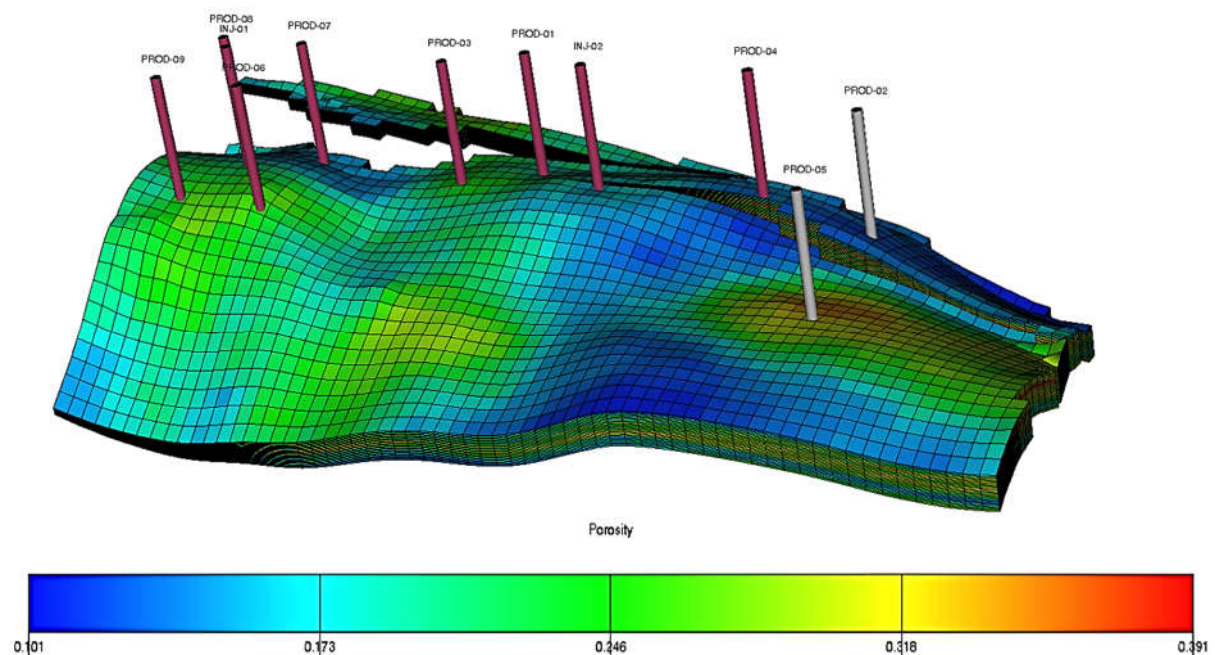 PROD-08
INJ-01
PROD-07
PROD-03
PROD-01
INJ-02
PROD-04
PROD-09
PROD-06
PROD-02
PROD-05
Porosity
0.101
0.173
0.246
0.318
0.391